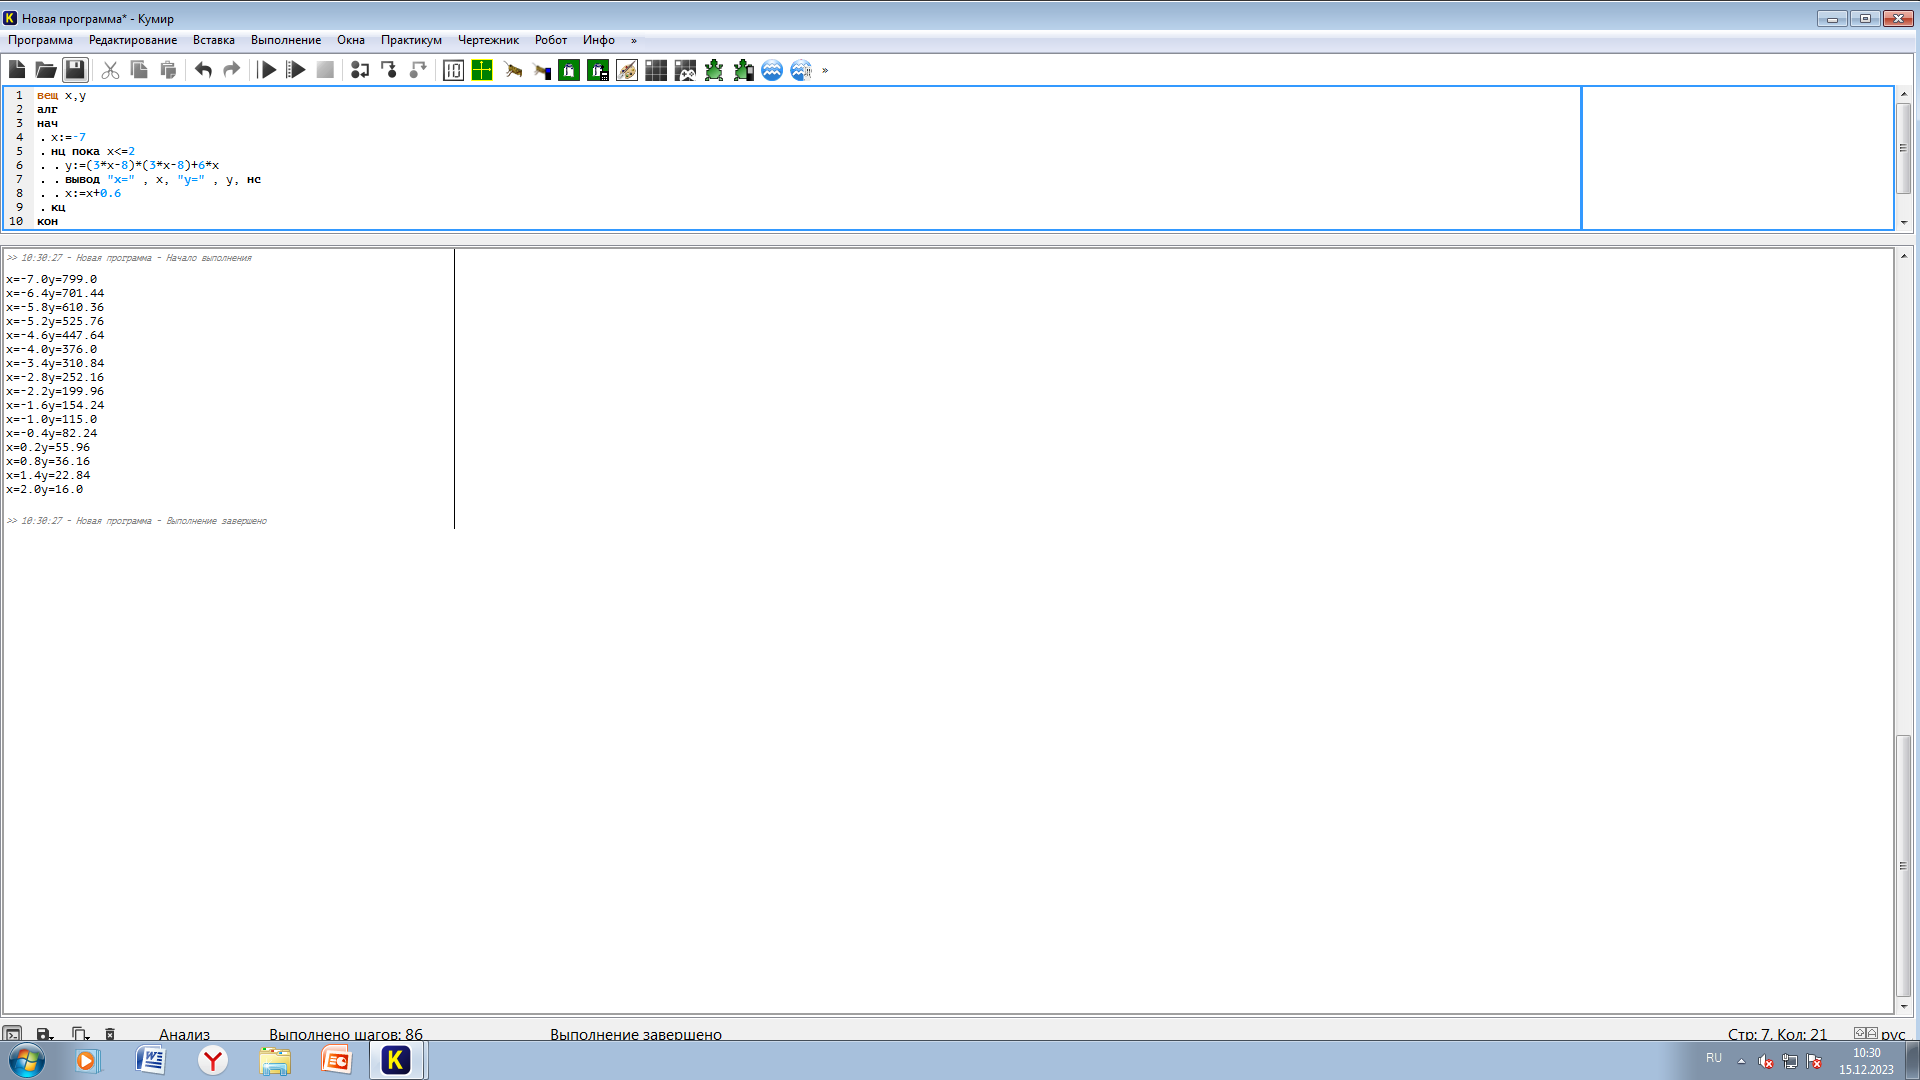 Новая программа* - Кумир
Программа Редактирование Вставка Выполнение Окна Практикум Чертежник Робот Инфо »
»
1 вещ x,y
2 алг
3 нач
4 . x:=-7
5 . нц пока x<=2
6 . . y:=(3*x-8)*(3*x-8)+6*x
7 . . вывод "x=" , x, "y=" , y, нс
8 . . x:=x+0.6
9 . кц
10 кон
>> 10:30:27 - Новая программа - Начало выполнения
x=-7.0y=799.0
x=-6.4y=701.44
x=-5.8y=610.36
x=-5.2y=525.76
x=-4.6y=447.64
x=-4.0y=376.0
x=-3.4y=310.84
x=-2.8y=252.16
x=-2.2y=199.96
x=-1.6y=154.24
x=-1.0y=115.0
x=-0.4y=82.24
x=0.2y=55.96
x=0.8y=36.16
x=1.4y=22.84
x=2.0y=16.0
>> 10:30:27 - Новая программа - Выполнение завершено
Анализ Выполнено шагов: 86 Выполнение завершено Стр: 7, Кол: 21 рус
RU 10:30
15.12.2023